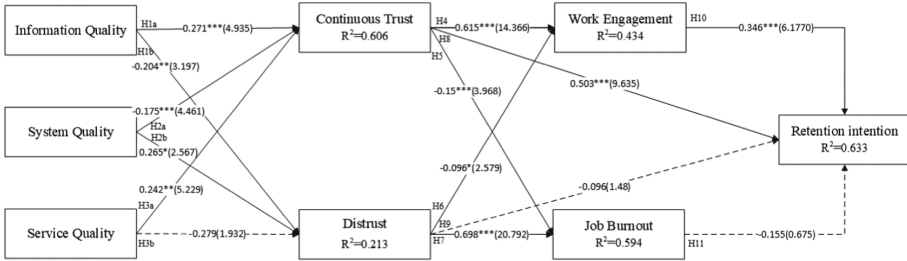 Information Quality
H1a
H1b
0.271***(4.935)
-0.204**(3.197)
Continuous Trust
R²=0.606
H4
H8
H5
0.615***(14.366)
Work Engagement
R²=0.434
H10
0.346***(6.1770)
0.503***(9.635)
-0.15***(3.968)
System Quality
-0.175***(4.461)
H2a
H2b
0.265*(2.567)
Retention intention
R²=0.633
-0.096*(2.579)
-0.096(1.48)
Service Quality
0.242**(5.229)
H3a
H3b
-0.279(1.932)
Distrust
R²=0.213
H6
H9
H7
0.698***(20.792)
Job Burnout
R²=0.594
H11
-0.155(0.675)